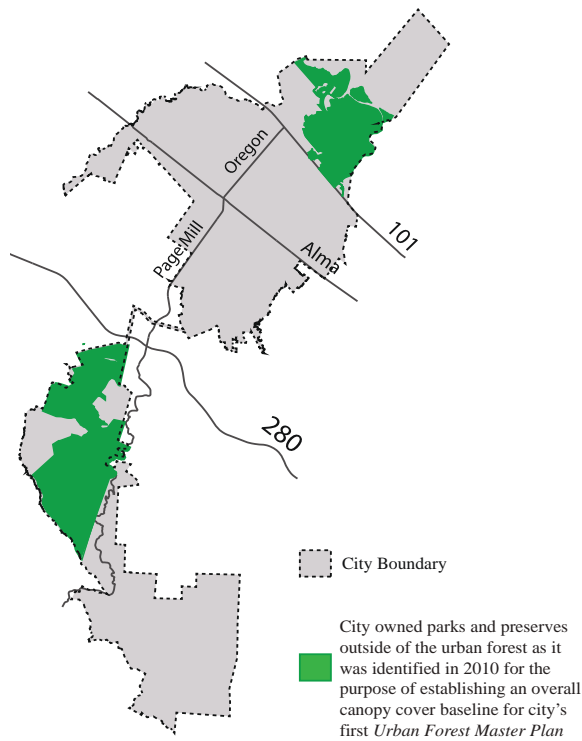 Oregon
101
Page Mill
Alma
280
City Boundary
City owned parks and preserves
outside of the urban forest as it
was identified in 2010 for the
purpose of establishing an overall
canopy cover baseline for city's
first Urban Forest Master Plan